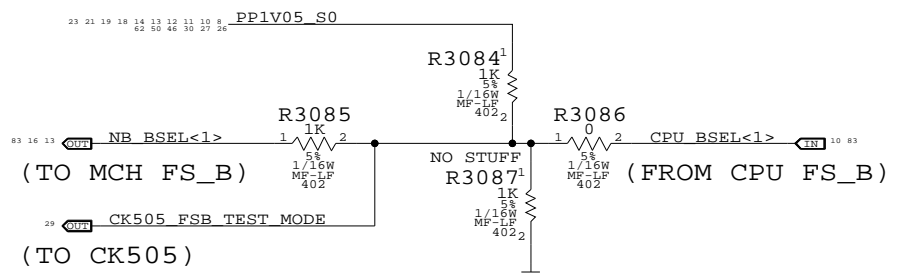 23 21 19 18 14 13 12 11 10 8 PP1V05_S0
62 50 46 30 27 26
R3084 1
1K
5%
1/16W
MF-LF
402 2
R3085
1K
1 2
5%
1/16W
MF-LF
402
R3086
0
1 2
5%
1/16W
MF-LF
402
83 16 13 OUT NB_BSEL<1>
CPU_BSEL<1> IN 10 83
(TO MCH FS_B)
(FROM CPU FS_B)
NO STUFF
R3087 1
1K
5%
1/16W
MF-LF
402 2
29 OUT CK505_FSB_TEST_MODE
(TO CK505)